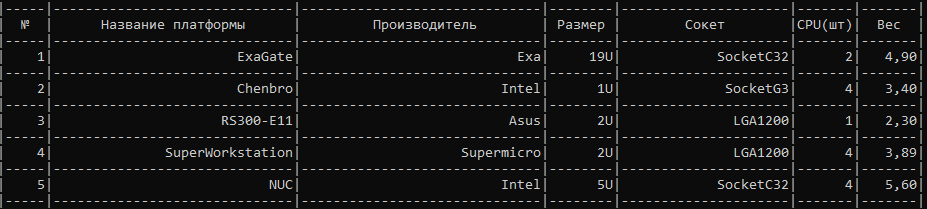 № Название платформы Производитель Размер Сокет CPU(шт) Вес
1 ExaGate Exa 19U SocketC32 2 4,90
2 Chenbro Intel 1U SocketG3 4 3,40
3 RS300-E11 Asus 2U LGA1200 1 2,30
4 SuperWorkstation Supermicro 2U LGA1200 4 3,89
5 NUC Intel 5U SocketC32 4 5,60